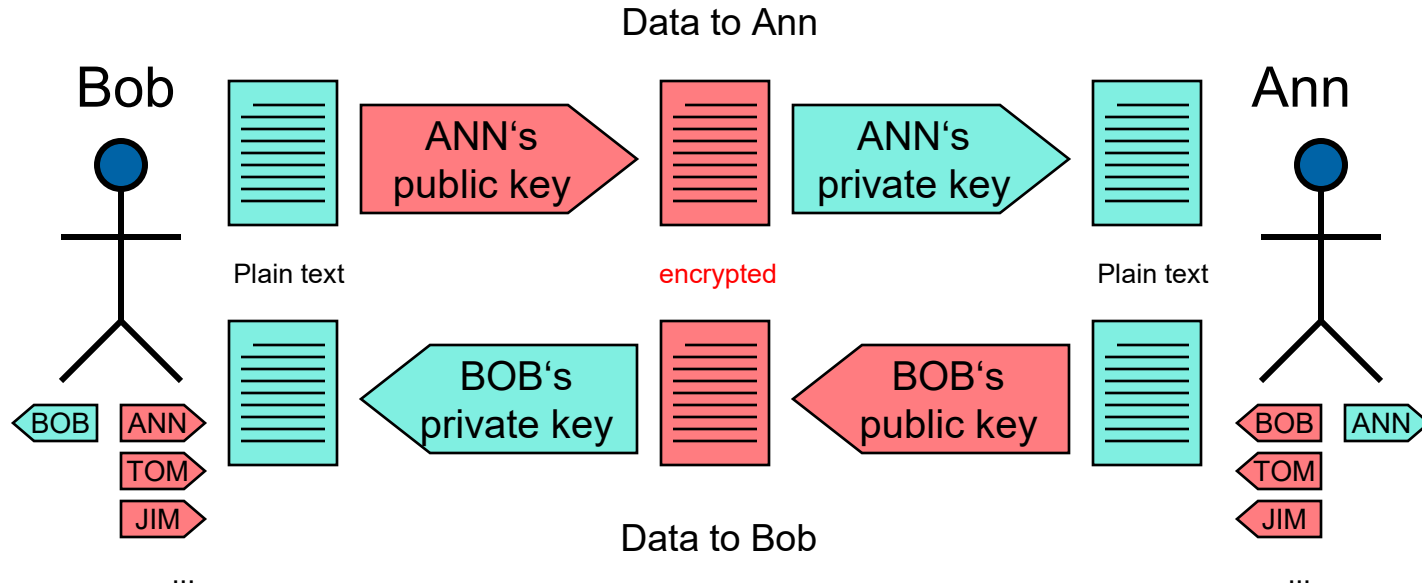 Data to Ann
Bob
Ann
ANN‘s
public key
ANN‘s
private key
Plain text
encrypted
Plain text
BOB‘s
private key
BOB‘s
public key
BOB
ANN
TOM
JIM
...
BOB
ANN
TOM
JIM
...
Data to Bob